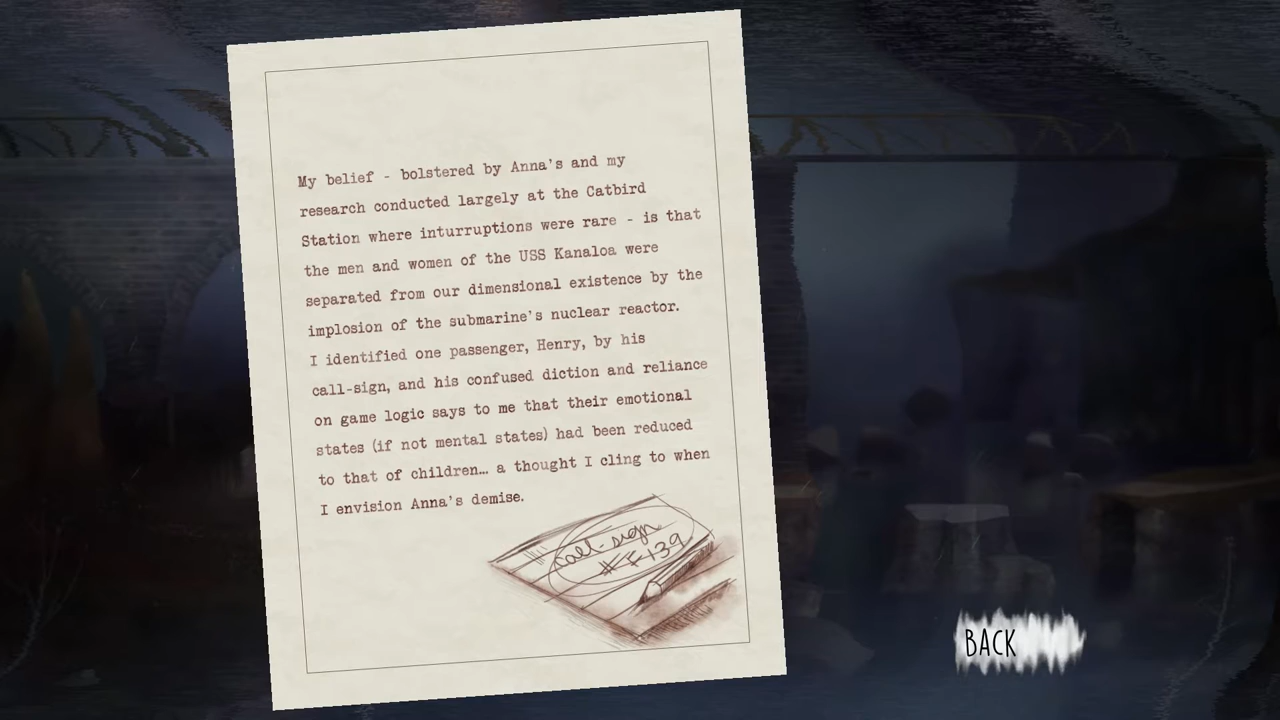 My belief - bolstered by Anna's and my
research conducted largely at the Catbird
Station where inturruptions were rare - is that
the men and women of the USS Kanaloa were
separated from our dimensional existence by the
implosion of the submarine's nuclear reactor.
I identified one passenger, Henry, by his
call-sign, and his confused diction and reliance
on game logic says to me that their emotional
states (if not mental states) had been reduced
to that of children… a thought I cling to when
I envision Anna's demise.
Call-sign
# F-139
BACK